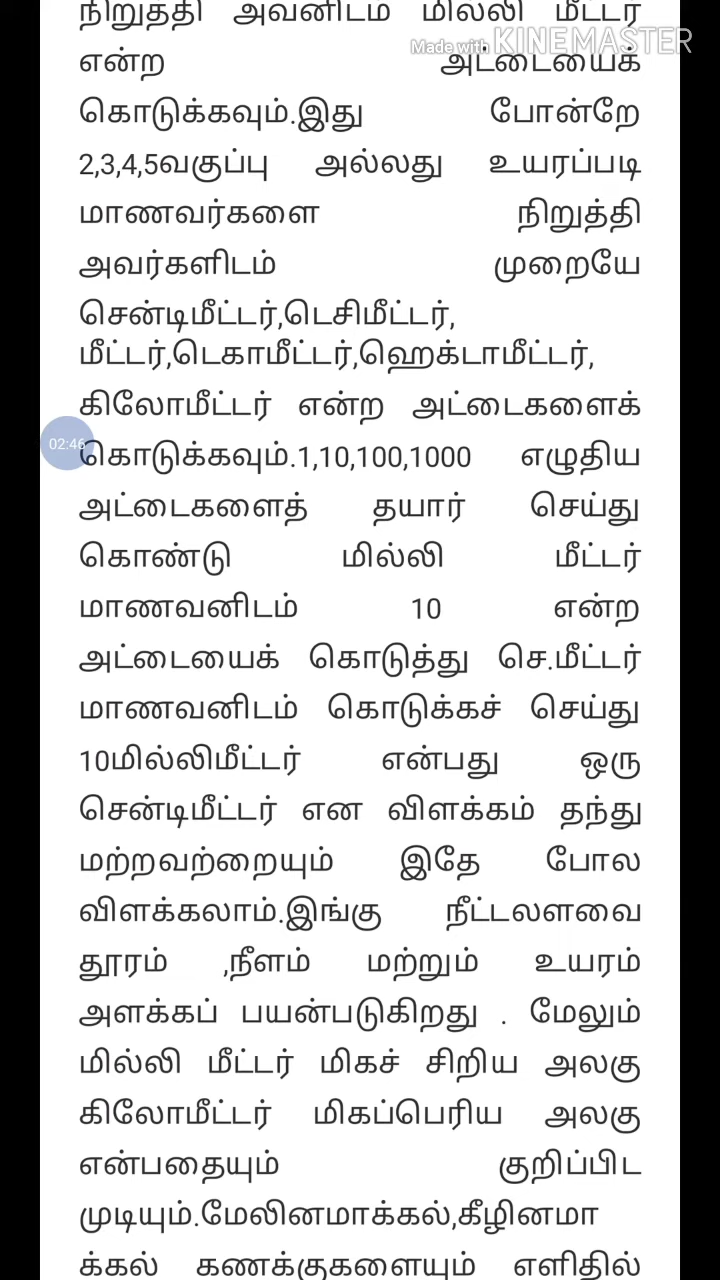 நிறுத்தி அவனிடம் மில்லி மீட்டர்
Made with KINEMASTER
என்ற அட்டையைக்
கொடுக்கவும்.இது போன்றே
2,3,4,5வகுப்பு அல்லது உயரப்படி
மாணவர்களை நிறுத்தி
அவர்களிடம் முறையே
சென்டிமீட்டர்,டெசிமீட்டர்,
மீட்டர்,டெகாமீட்டர்,ஹெக்டாமீட்டர்,
கிலோமீட்டர் என்ற அட்டைகளைக்
02:46
கொடுக்கவும்.1,10,100,1000 எழுதிய
அட்டைகளைத் தயார் செய்து
கொண்டு மில்லி மீட்டர்
மாணவனிடம் 10 என்ற
அட்டையைக் கொடுத்து செ.மீட்டர்
மாணவனிடம் கொடுக்கச் செய்து
10மில்லிமீட்டர் என்பது ஒரு
சென்டிமீட்டர் என விளக்கம் தந்து
மற்றவற்றையும் இதே போல
விளக்கலாம்.இங்கு நீட்டலளவை
தூரம் ,நீளம் மற்றும் உயரம்
அளக்கப் பயன்படுகிறது . மேலும்
மில்லி மீட்டர் மிகச் சிறிய அலகு
கிலோமீட்டர் மிகப்பெரிய அலகு
என்பதையும் குறிப்பிட
முடியும்.மேலினமாக்கல்,கீழினமா
க்கல் கணக்குகளையும் எளிதில்